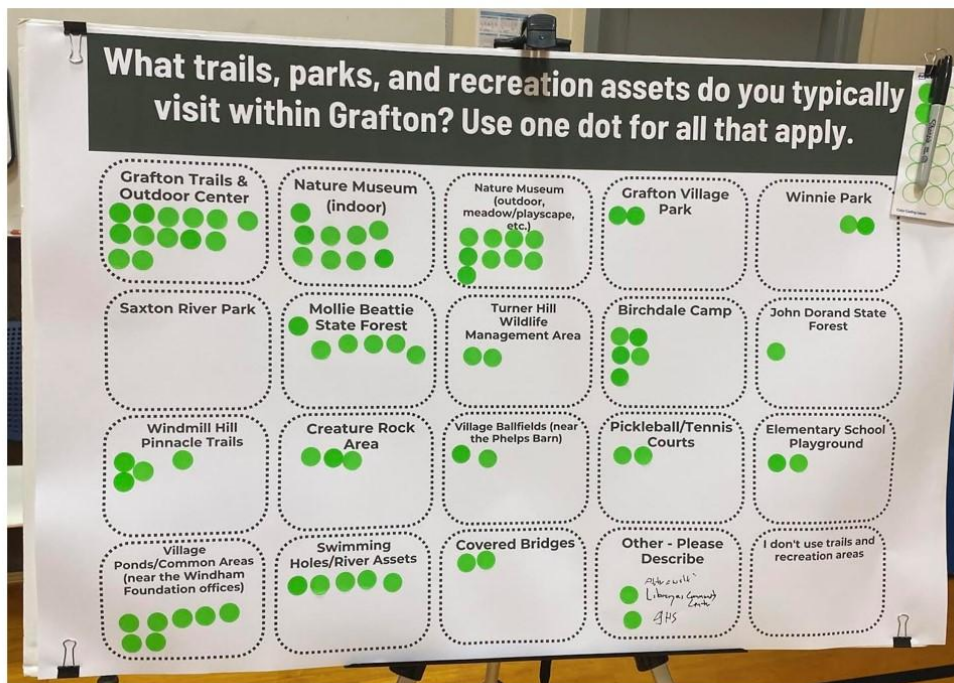 What trails, parks, and recreation assets do you typically
visit within Grafton? Use one dot for all that apply.
Grafton Trails &
Outdoor Center
Nature Museum
(indoor)
Nature Museum
(outdoor,
meadow/playscape,
etc.)
Grafton Village
Park
Winnie Park
Saxton River Park
Mollie Beattie
State Forest
Turner Hill
Wildlife
Management Area
Birchdale Camp
John Dorand State
Forest
Windmill Hill
Pinnacle Trails
Creature Rock
Area
Village Ballfields (near
the Phelps Barn)
Pickleball/Tennis
Courts
Elementary School
Playground
Village
Ponds/Common Areas
(near the Windham
Foundation offices)
Swimming
Holes/River Assets
Covered Bridges
Other - Please
Describe
Library as Community
Center
GHS
I don't use trails and
recreation areas
Sharpie